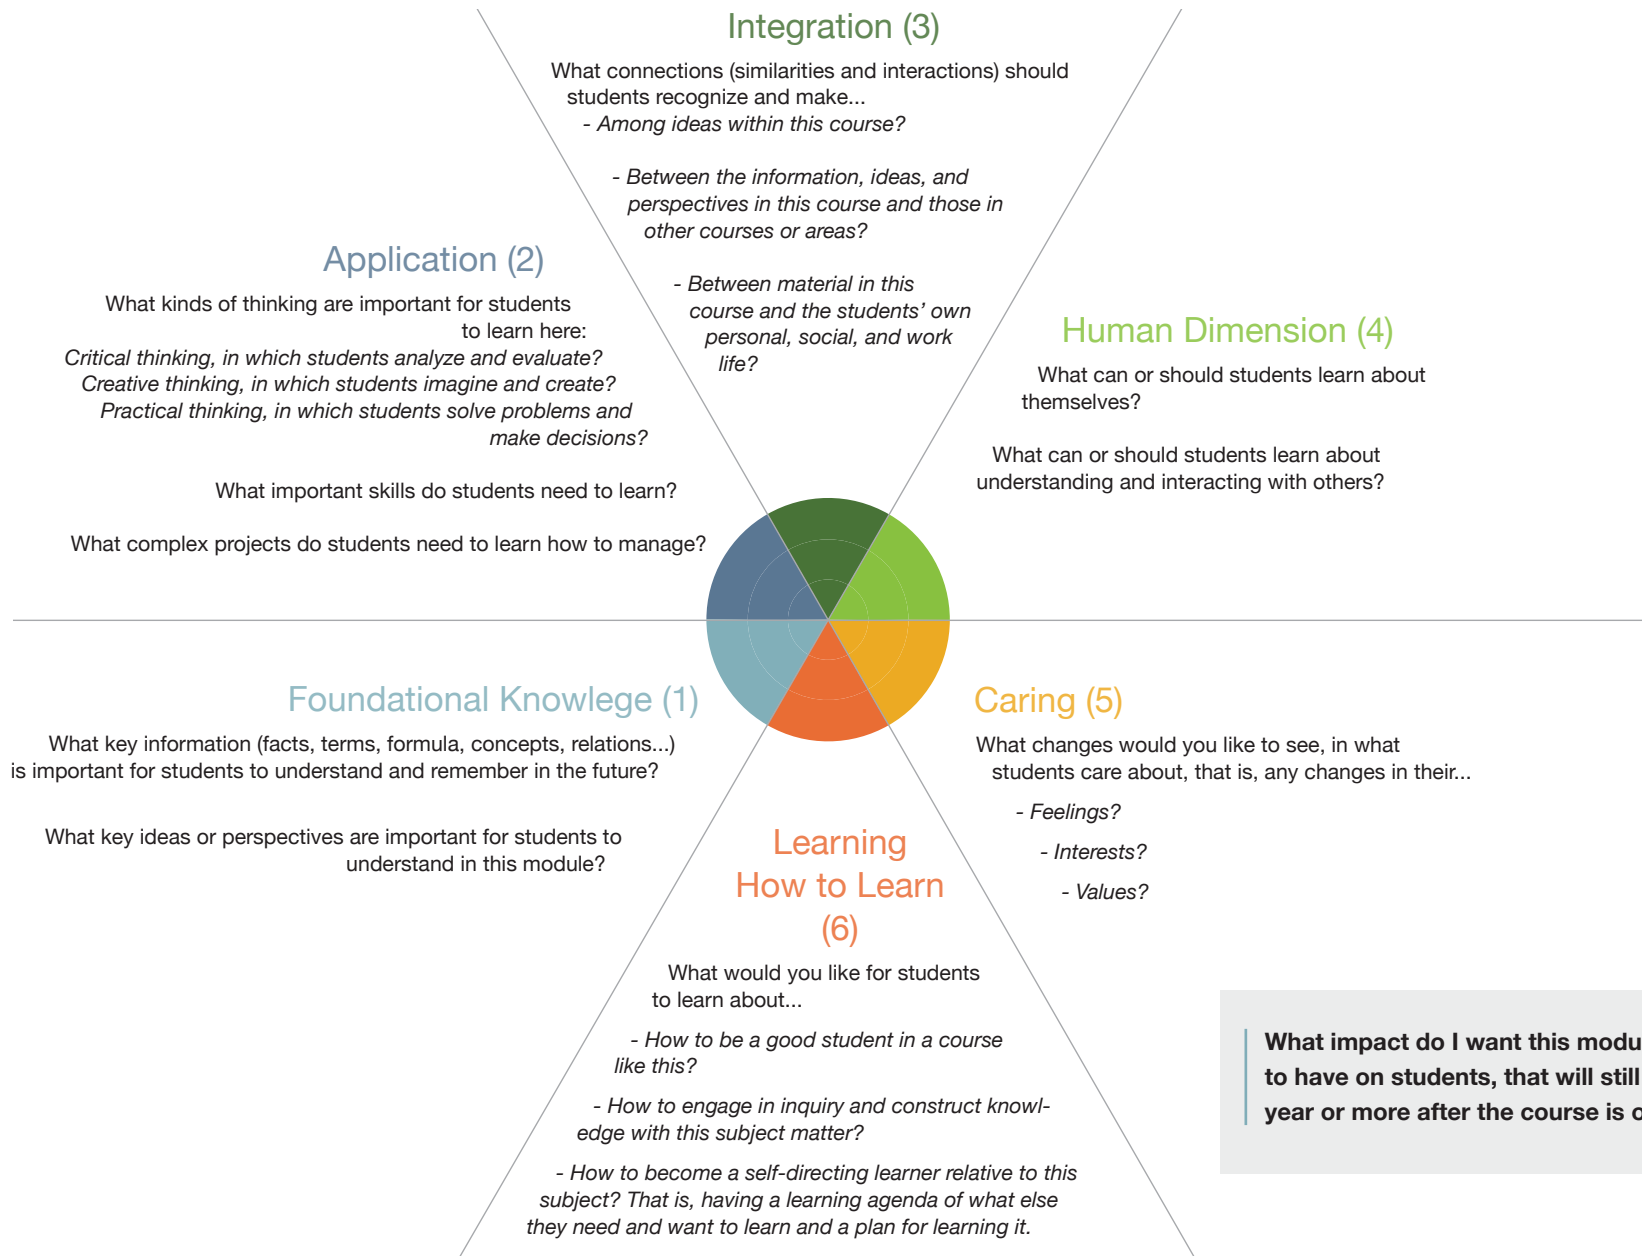 Integration (3)
What connections (similarities and interactions) should
students recognize and make...
- Among ideas within this course?
- Between the information, ideas, and
perspectives in this course and those in
other courses or areas?
- Between material in this
course and the students’ own
personal, social, and work
life?
Application (2)
What kinds of thinking are important for students
to learn here:
Critical thinking, in which students analyze and evaluate?
Creative thinking, in which students imagine and create?
Practical thinking, in which students solve problems and
make decisions?
What important skills do students need to learn?
What complex projects do students need to learn how to manage?
Human Dimension (4)
What can or should students learn about
themselves?
What can or should students learn about
understanding and interacting with others?
Foundational Knowlege (1)
What key information (facts, terms, formula, concepts, relations...)
is important for students to understand and remember in the future?
What key ideas or perspectives are important for students to
understand in this module?
Caring (5)
What changes would you like to see, in what
students care about, that is, any changes in their...
- Feelings?
- Interests?
- Values?
Learning
How to Learn
(6)
What would you like for students
to learn about...
- How to be a good student in a course
like this?
- How to engage in inquiry and construct knowl-
edge with this subject matter?
- How to become a self-directing learner relative to this
subject? That is, having a learning agenda of what else
they need and want to learn and a plan for learning it.
What impact do I want this modu
to have on students, that will still
year or more after the course is o